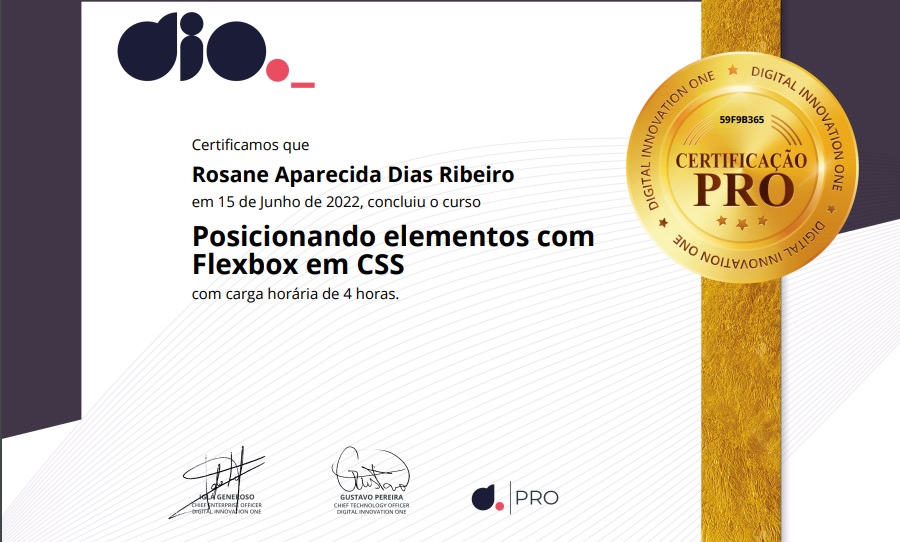 dio._
Certificamos que
Rosane Aparecida Dias Ribeiro
em 15 de Junho de 2022, concluiu o curso
Posicionando elementos com
Flexbox em CSS
com carga horária de 4 horas.
DIGITAL INNOVATION ONE ★ DIGITAL INNOVATION ONE ★ DIGITAL INNOVATION ONE ★
59F9B365
CERTIFICAÇÃO
PRO
GENEROSO
CHIEF ENTERPRISE OFFICER
DIGITAL INNOVATION ONE
Gustavo
GUSTAVO PEREIRA
CHIEF TECHNOLOGY OFFICER
DIGITAL INNOVATION ONE
d. | PRO